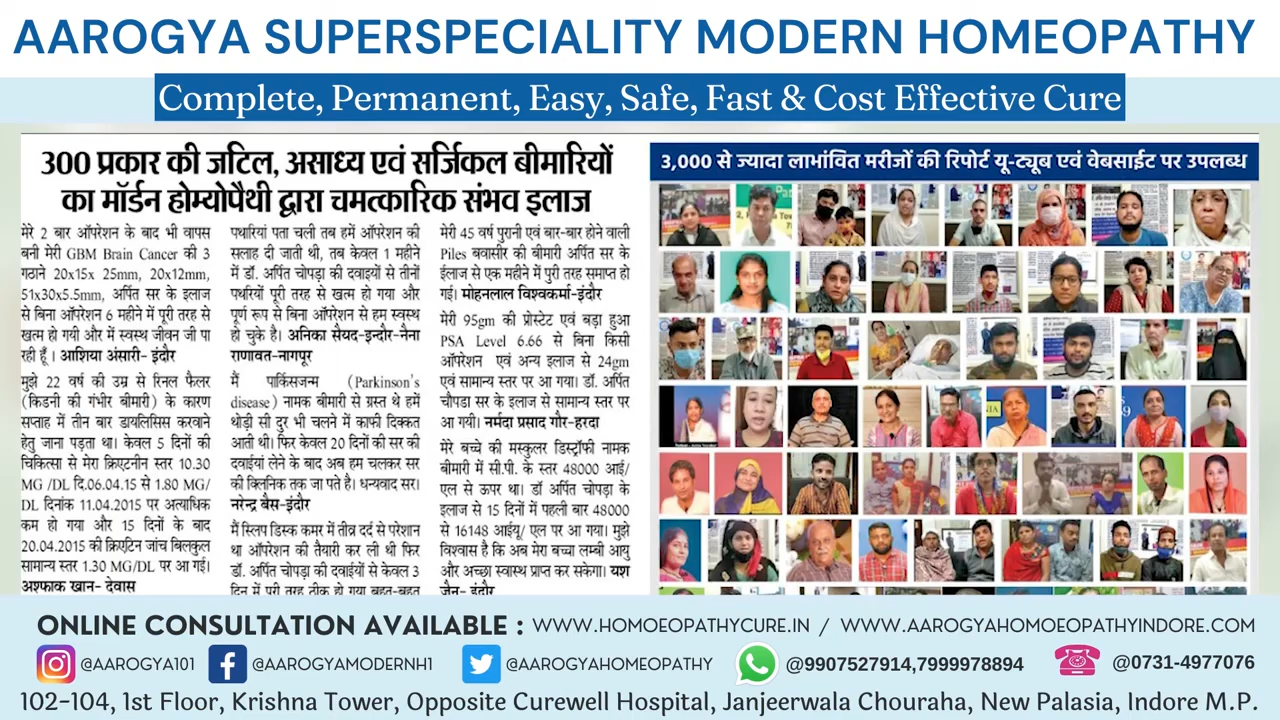 AAROGYA SUPERSPECIALITY MODERN HOMEOPATHY
Complete, Permanent, Easy, Safe, Fast & Cost Effective Cure
300 प्रकार की जटिल, असाध्य एवं सर्जिकल बीमारियों
का मॉर्डन होम्योपैथी द्वारा चमत्कारिक संभव इलाज
मेरे 2 बार ऑपरेशन के बाद भी वापस
बनी मेरी GBM Brain Cancer की 3
गठाने 20x15x 25mm, 20x12mm,
51x30x5.5mm, अर्पित सर के इलाज
से बिना ऑपरेशन 6 महीने में पूरी तरह से
खत्म हो गयी और में स्वस्थ जीवन जी पा
रही हूँ । आशिया अंसारी- इंदौर
मुझे 22 वर्ष की उम्र से रिनल फैलर
(किडनी की गंभीर बीमारी) के कारण
सप्ताह में तीन बार डायलिसिस करवाने
हेतु जाना पड़ता था। केवल 5 दिनों की
चिकित्सा से मेरा क्रिएटनीन स्तर 10.30
MG /DL दि.06.04.15 से 1.80 MG/
DL दिनांक 11.04.2015 पर अत्याधिक
कम हो गया और 15 दिनों के बाद
20.04.2015 की क्रिएटिन जांच बिलकुल
सामान्य स्तर 1.30 MG/DL पर आ गई।
अश्फाक खान- देवास
पथरियां पता चली तब हमें ऑपरेशन की
सलाह दी जाती थी, तब केवल 1 महीने
में डॉ. अर्पित चोपड़ा की दवाइयों से तीनों
पथरियों पूरी तरह से खत्म हो गया और
पूर्ण रूप से बिना ऑपरेशन से हम स्वस्थ
हो चुके है। अनिका सैयद-इन्दौर-नैना
राणावत-नागपूर
मैं पार्किसजन्म (Parkinson's
disease) नामक बीमारी से ग्रस्त थे हमें
थोड़ी सी दुर भी चलने में काफी दिक्कत
आती थी। फिर केवल 20 दिनों की सर की
दवाईयां लेने के बाद अब हम चलकर सर
की क्लिनिक तक जा पाते है। धन्यवाद सर।
नरेन्द्र बैस-इंदौर
मैं स्लिप डिस्क कमर में तीव्र दर्द से परेशान
था ऑपरेशन की तैयारी कर ली थी फिर
डॉ. अर्पित चोपड़ा की दवाईयों से केवल 3
दिन में पूरी तरह ठीक हो गया बहुत-बहुत
मेरी 45 वर्ष पुरानी एवं बार-बार होने वाली
Piles बवासीर की बीमारी अर्पित सर के
ईलाज से एक महीने में पुरी तरह समाप्त हो
गई। मोहनलाल विश्वकर्मा-इंदौर
मेरी 95gm की प्रोस्टेट एवं बड़ा हुआ
PSA Level 6.66 से बिना किसी
ऑपरेशन एवं अन्य इलाज से 24gm
एवं सामान्य स्तर पर आ गया। डॉ. अर्पित
चौपडा सर के इलाज से सामान्य स्तर पर
आ गयी। नर्मदा प्रसाद गौर-हरदा
मेरे बच्चे की मस्कुलर डिस्ट्रॉफी नामक
बीमारी में सी.पी. के स्तर 48000 आई/
एल से ऊपर था। डॉ अर्पित चोपड़ा के
इलाज से 15 दिनों में पहली बार 48000
से 16148 आईयू/ एल पर आ गया। मुझे
विश्वास है कि अब मेरा बच्चा लम्बी आयु
और अच्छा स्वास्थ प्राप्त कर सकेगा। यश
जैन- इंदौर
3,000 से ज्यादा लाभांवित मरीजों की रिपोर्ट यू-ट्यूब एवं वेबसाईट पर उपलब्ध
ONLINE CONSULTATION AVAILABLE : WWW.HOMOEOPATHYCURE.IN / WWW.AAROGYAHOMOEOPATHYINDORE.COM
@AAROGYA101 @AAROGYAMODERNH1 @AAROGYAHOMEOPATHY @9907527914,7999978894 @0731-4977076
102-104, 1st Floor, Krishna Tower, Opposite Curewell Hospital, Janjeerwala Chouraha, New Palasia, Indore M.P.